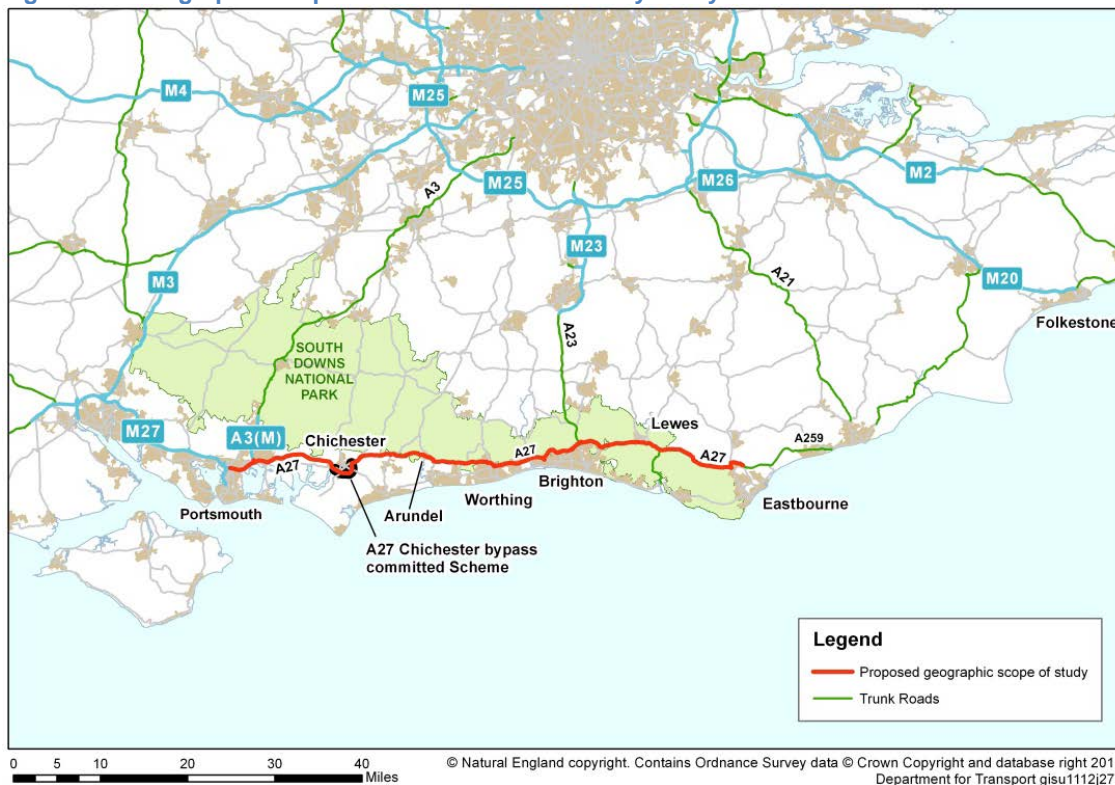 M4
M25
M25
A3
M26
M2
M23
M3
A21
M20
Folkestone
A23
SOUTH
DOWNS
NATIONAL
PARK
M27
A3(M)
Chichester
Lewes
A259
A27
A27
A27
Brighton
Worthing
Arundel
Portsmouth
Eastbourne
A27 Chichester bypass
committed Scheme
Legend
Proposed geographic scope of study
Trunk Roads
0 5 10 20 30 40
Miles
© Natural England copyright. Contains Ordnance Survey data © Crown Copyright and database right 201
Department for Transport gisu1112j27